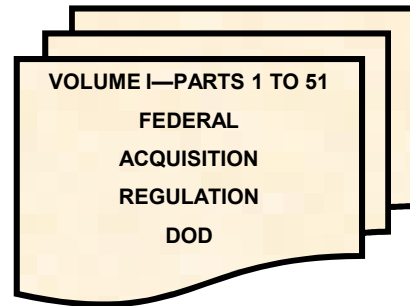 VOLUME I—PARTS 1 TO 51
FEDERAL
ACQUISITION
REGULATION
DOD